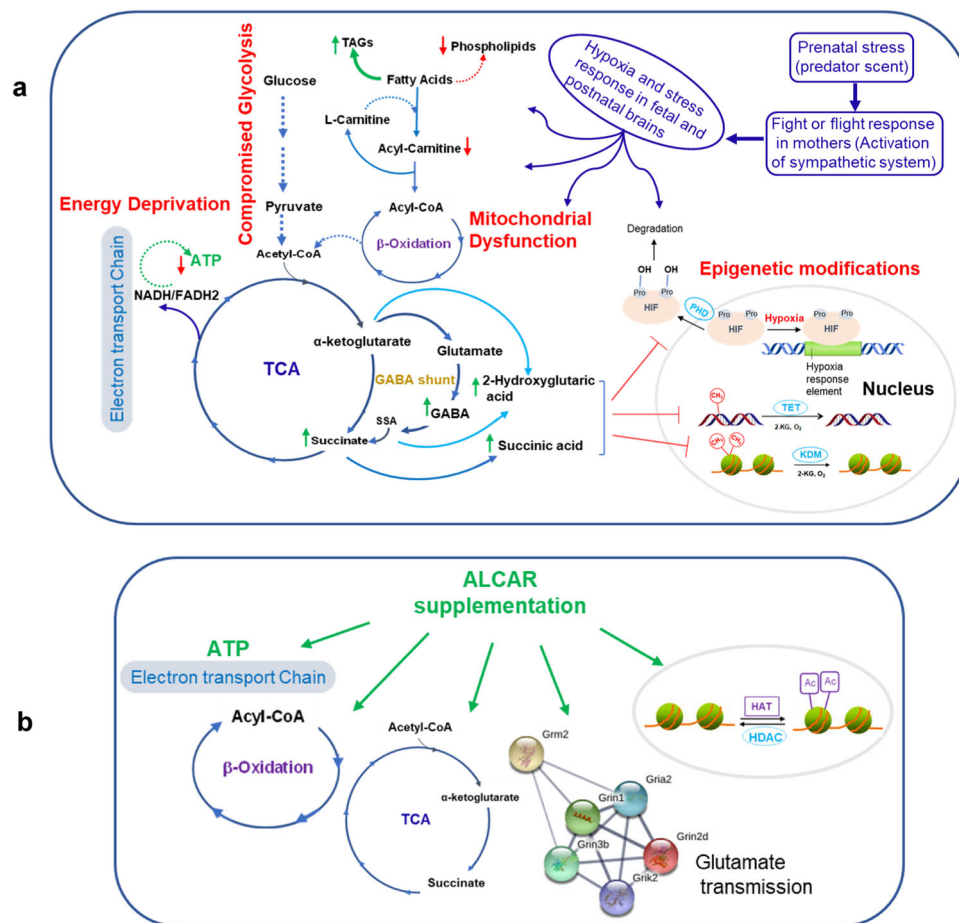 a
TAGs
Phospholipids
Fatty Acids
Glucose
L-Carnitine
Acyl-Carnitine
Compromised Glycolysis
Pyruvate
Acyl-CoA
β-Oxidation
Acetyl-CoA
Energy Deprivation
Electron transport Chain
ATP
NADH/FADH2
Mitochondrial
Dysfunction
Hypoxia and stress
response in fetal and
postnatal brains
Prenatal stress
(predator scent)
Fight or flight response
in mothers (Activation
of sympathetic system)
TCA
α-ketoglutarate
Glutamate
GABA shunt
GABA
SSA
Succinate
2-Hydroxyglutaric
acid
Succinic acid
Degradation
OH OH
Pro Pro
HIF
Epigenetic modifications
PHD
Pro Pro
HIF
Hypoxia
Pro Pro
HIF
Hypoxia
response
element
Nucleus
CH3
TET
2-KG, O2
CH3 CH3
KDM
2-KG, O2
b
ALCAR
supplementation
ATP
Electron transport Chain
Acyl-CoA
β-Oxidation
Acetyl-CoA
α-ketoglutarate
TCA
Succinate
Grm2
Gria2
Grin1
Grin2d
Grin3b
Grik2
Glutamate
transmission
Ac Ac
HAT
HDAC